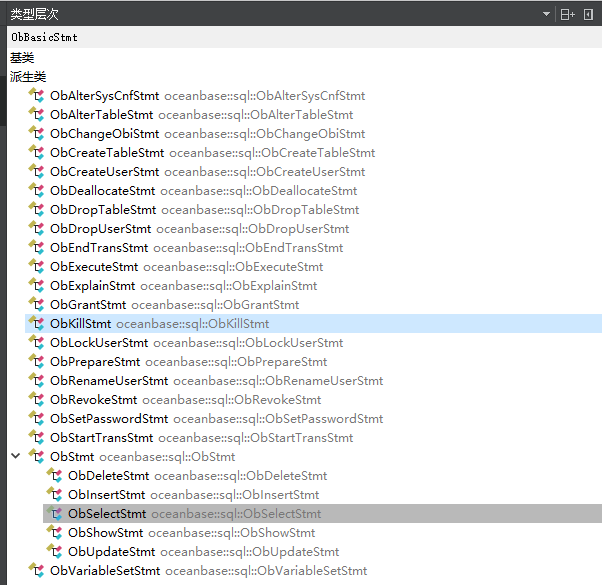 类型层次
ObBasicStmt
基类
派生类
ObAlterSysCnfStmt oceanbase::sql::ObAlterSysCnfStmt
ObAlterTableStmt oceanbase::sql::ObAlterTableStmt
ObChangeObiStmt oceanbase::sql::ObChangeObiStmt
ObCreateTableStmt oceanbase::sql::ObCreateTableStmt
ObCreateUserStmt oceanbase::sql::ObCreateUserStmt
ObDeallocateStmt oceanbase::sql::ObDeallocateStmt
ObDropTableStmt oceanbase::sql::ObDropTableStmt
ObDropUserStmt oceanbase::sql::ObDropUserStmt
ObEndTransStmt oceanbase::sql::ObEndTransStmt
ObExecuteStmt oceanbase::sql::ObExecuteStmt
ObExplainStmt oceanbase::sql::ObExplainStmt
ObGrantStmt oceanbase::sql::ObGrantStmt
ObKillStmt oceanbase::sql::ObKillStmt
ObLockUserStmt oceanbase::sql::ObLockUserStmt
ObPrepareStmt oceanbase::sql::ObPrepareStmt
ObRenameUserStmt oceanbase::sql::ObRenameUserStmt
ObRevokeStmt oceanbase::sql::ObRevokeStmt
ObSetPasswordStmt oceanbase::sql::ObSetPasswordStmt
ObStartTransStmt oceanbase::sql::ObStartTransStmt
ObStmt oceanbase::sql::ObStmt
ObDeleteStmt oceanbase::sql::ObDeleteStmt
ObInsertStmt oceanbase::sql::ObInsertStmt
ObSelectStmt oceanbase::sql::ObSelectStmt
ObShowStmt oceanbase::sql::ObShowStmt
ObUpdateStmt oceanbase::sql::ObUpdateStmt
ObVariableSetStmt oceanbase::sql::ObVariableSetStmt